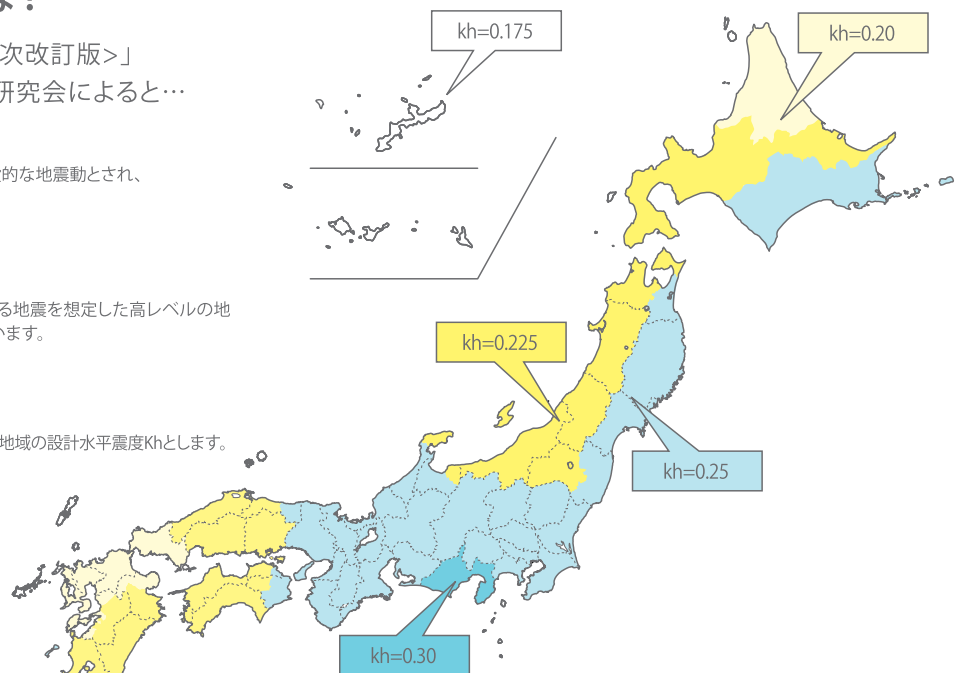 次改訂版>」
研究会によると…
的な地震動とされ、
る地震を想定した高レベルの地
います。
地域の設計水平震度Khとします。
kh=0.175
kh=0.20
kh=0.225
kh=0.25
kh=0.30